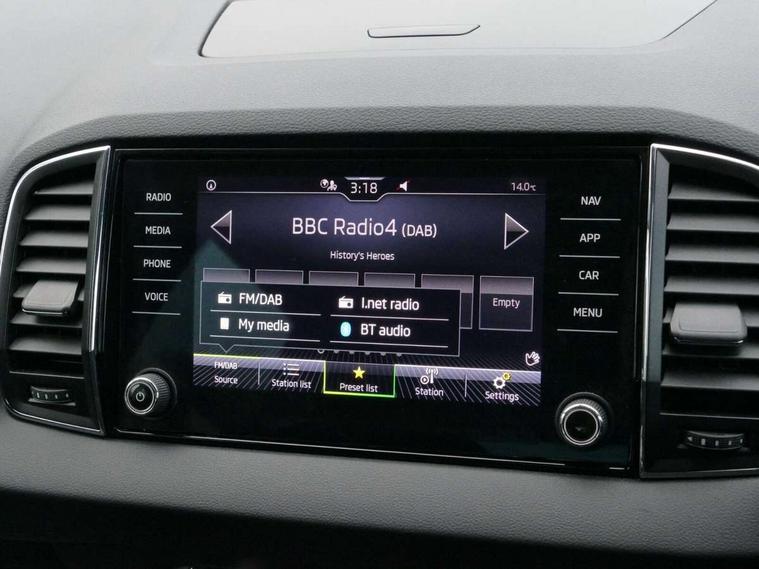 3:18
14.0°C
RADIO
MEDIA
PHONE
VOICE
BBC Radio4 (DAB)
History's Heroes
Empty
FM/DAB
I.net radio
My media
BT audio
FM/DAB
Source
Station list
Preset list
Station
Settings
NAV
APP
CAR
MENU